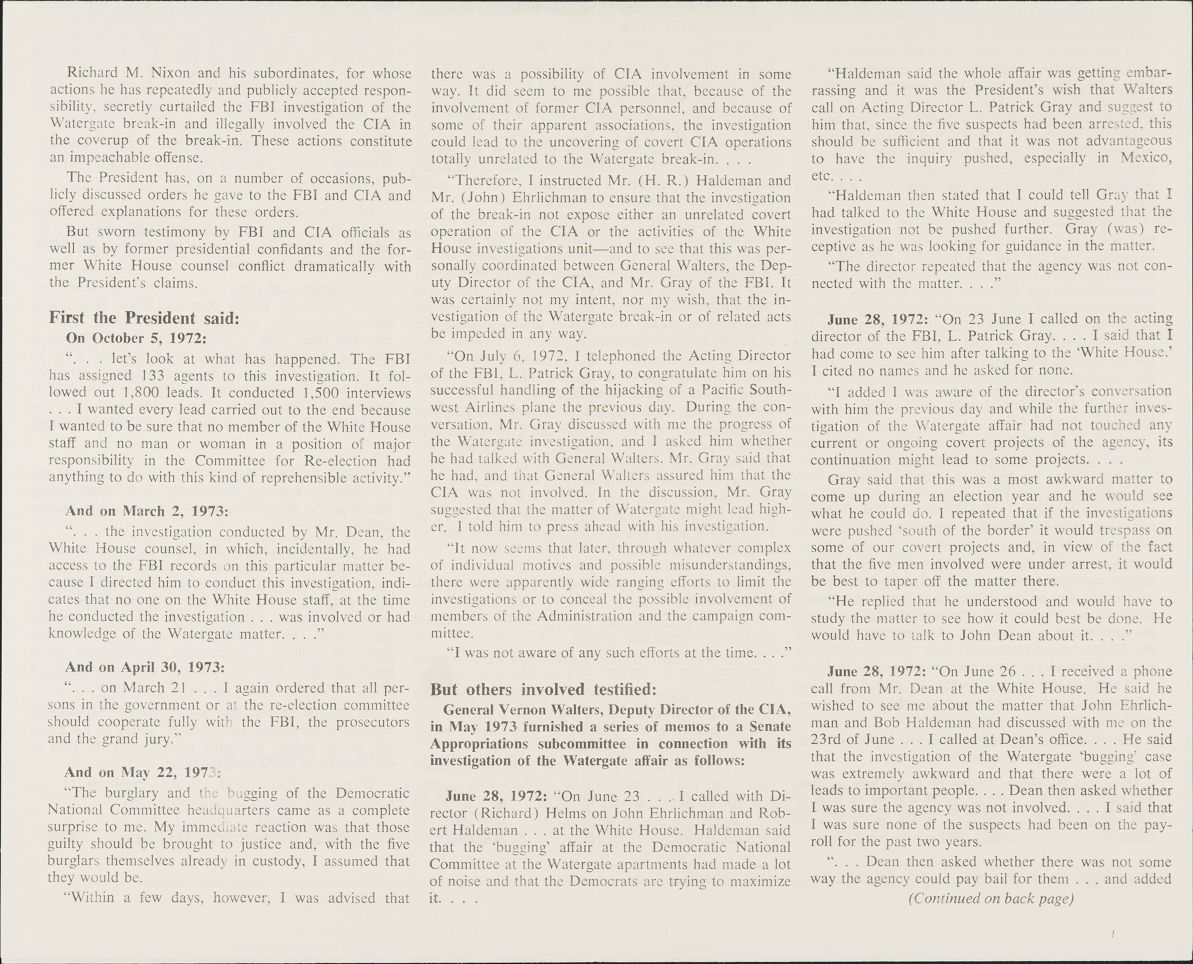 Richard M. Nixon and his subordinates, for whose
actions he has repeatedly and publicly accepted respon-
sibility, secretly curtailed the FBI investigation of the
Watergate break-in and illegally involved the CIA in
the coverup of the break-in. These actions constitute
an impeachable offense.
The President has, on a number of occasions, pub-
licly discussed orders he gave to the FBI and CIA and
offered explanations for these orders.
But sworn testimony by FBI and CIA officials as
well as by former presidential confidants and the for-
mer White House counsel conflict dramatically with
the President's claims.
First the President said:
On October 5, 1972:
“. . . let's look at what has happened. The FBI
has assigned 133 agents to this investigation. It fol-
lowed out 1,800 leads. It conducted 1,500 interviews
. . . I wanted every lead carried out to the end because
I wanted to be sure that no member of the White House
staff and no man or woman in a position of major
responsibility in the Committee for Re-election had
anything to do with this kind of reprehensible activity.”
And on March 2, 1973:
“. . . the investigation conducted by Mr. Dean, the
White House counsel, in which, incidentally, he had
access to the FBI records on this particular matter be-
cause I directed him to conduct this investigation, indi-
cates that no one on the White House staff, at the time
he conducted the investigation . . . was involved or had
knowledge of the Watergate matter. . . .”
And on April 30, 1973:
“. . . on March 21 . . . I again ordered that all per-
sons in the government or at the re-election committee
should cooperate fully with the FBI, the prosecutors
and the grand jury.”
And on May 22, 1973:
“The burglary and the bugging of the Democratic
National Committee headquarters came as a complete
surprise to me. My immediate reaction was that those
guilty should be brought to justice and, with the five
burglars themselves already in custody, I assumed that
they would be.
“Within a few days, however, I was advised that
there was a possibility of CIA involvement in some
way. It did seem to me possible that, because of the
involvement of former CIA personnel, and because of
some of their apparent associations, the investigation
could lead to the uncovering of covert CIA operations
totally unrelated to the Watergate break-in. . . .
“Therefore, I instructed Mr. (H. R.) Haldeman and
Mr. (John) Ehrlichman to ensure that the investigation
of the break-in not expose either an unrelated covert
operation of the CIA or the activities of the White
House investigations unit—and to see that this was per-
sonally coordinated between General Walters, the Dep-
uty Director of the CIA, and Mr. Gray of the FBI. It
was certainly not my intent, nor my wish, that the in-
vestigation of the Watergate break-in or of related acts
be impeded in any way.
“On July 6, 1972, I telephoned the Acting Director
of the FBI, L. Patrick Gray, to congratulate him on his
successful handling of the hijacking of a Pacific South-
west Airlines plane the previous day. During the con-
versation, Mr. Gray discussed with me the progress of
the Watergate investigation, and I asked him whether
he had talked with General Walters. Mr. Gray said that
he had, and that General Walters assured him that the
CIA was not involved. In the discussion, Mr. Gray
suggested that the matter of Watergate might lead high-
er. I told him to press ahead with his investigation.
“It now seems that later, through whatever complex
of individual motives and possible misunderstandings,
there were apparently wide ranging efforts to limit the
investigations or to conceal the possible involvement of
members of the Administration and the campaign com-
mittee.
“I was not aware of any such efforts at the time. . . .”
But others involved testified:
General Vernon Walters, Deputy Director of the CIA,
in May 1973 furnished a series of memos to a Senate
Appropriations subcommittee in connection with its
investigation of the Watergate affair as follows:
June 28, 1972: “On June 23 . . . I called with Di-
rector (Richard) Helms on John Ehrlichman and Rob-
ert Haldeman . . . at the White House. Haldeman said
that the ‘bugging’ affair at the Democratic National
Committee at the Watergate apartments had made a lot
of noise and that the Democrats are trying to maximize
it. . . .
“Haldeman said the whole affair was getting embar-
rassing and it was the President's wish that Walters
call on Acting Director L. Patrick Gray and suggest to
him that, since the five suspects had been arrested, this
should be sufficient and that it was not advantageous
to have the inquiry pushed, especially in Mexico,
etc. . . .
“Haldeman then stated that I could tell Gray that I
had talked to the White House and suggested that the
investigation not be pushed further. Gray (was) re-
ceptive as he was looking for guidance in the matter.
“The director repeated that the agency was not con-
nected with the matter. . . .”
June 28, 1972: “On 23 June I called on the acting
director of the FBI, L. Patrick Gray. . . . I said that I
had come to see him after talking to the ‘White House.’
I cited no names and he asked for none.
“I added I was aware of the director's conversation
with him the previous day and while the further inves-
tigation of the Watergate affair had not touched any
current or ongoing covert projects of the agency, its
continuation might lead to some projects. . . .
Gray said that this was a most awkward matter to
come up during an election year and he would see
what he could do. I repeated that if the investigations
were pushed ‘south of the border’ it would trespass on
some of our covert projects and, in view of the fact
that the five men involved were under arrest, it would
be best to taper off the matter there.
“He replied that he understood and would have to
study the matter to see how it could best be done. He
would have to talk to John Dean about it. . . .”
June 28, 1972: “On June 26 . . . I received a phone
call from Mr. Dean at the White House. He said he
wished to see me about the matter that John Ehrlich-
man and Bob Haldeman had discussed with me on the
23rd of June . . . I called at Dean's office. . . . He said
that the investigation of the Watergate ‘bugging’ case
was extremely awkward and that there were a lot of
leads to important people. . . . Dean then asked whether
I was sure the agency was not involved. . . . I said that
I was sure none of the suspects had been on the pay-
roll for the past two years.
“. . . Dean then asked whether there was not some
way the agency could pay bail for them . . . and added
(Continued on back page)